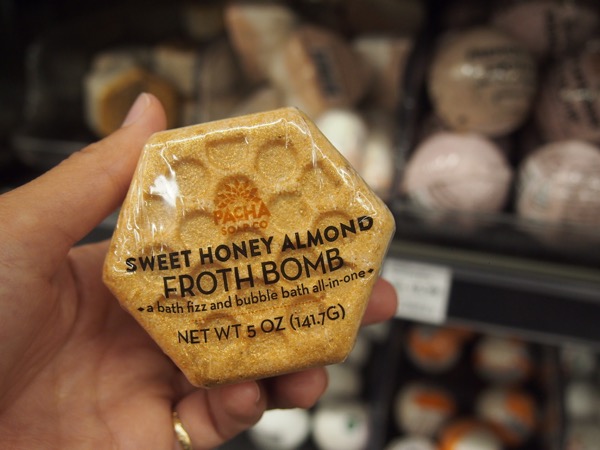 PACHA
SOAP CO
SWEET HONEY ALMOND
FROTH BOMB
a bath fizz and bubble bath all-in-one
NET WT 5 OZ (141.7G)